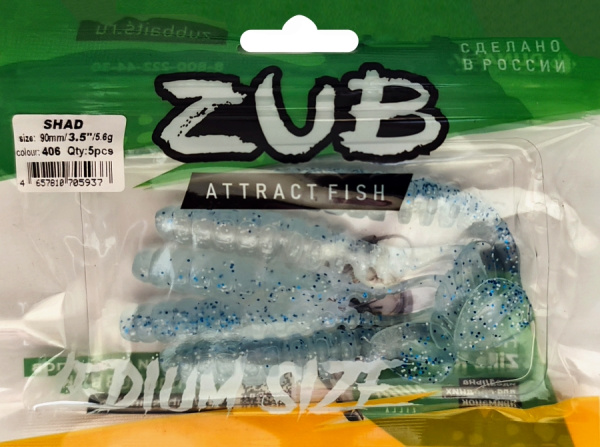 СДЕЛАНО
В РОССИИ
ZUB
ATTRACT FISH
SHAD
size: 90mm/3.5"/5.6g
colour: 406 Qty:5pcs
4 657810 705937
MEDIUM SIZE
zubbaits.ru